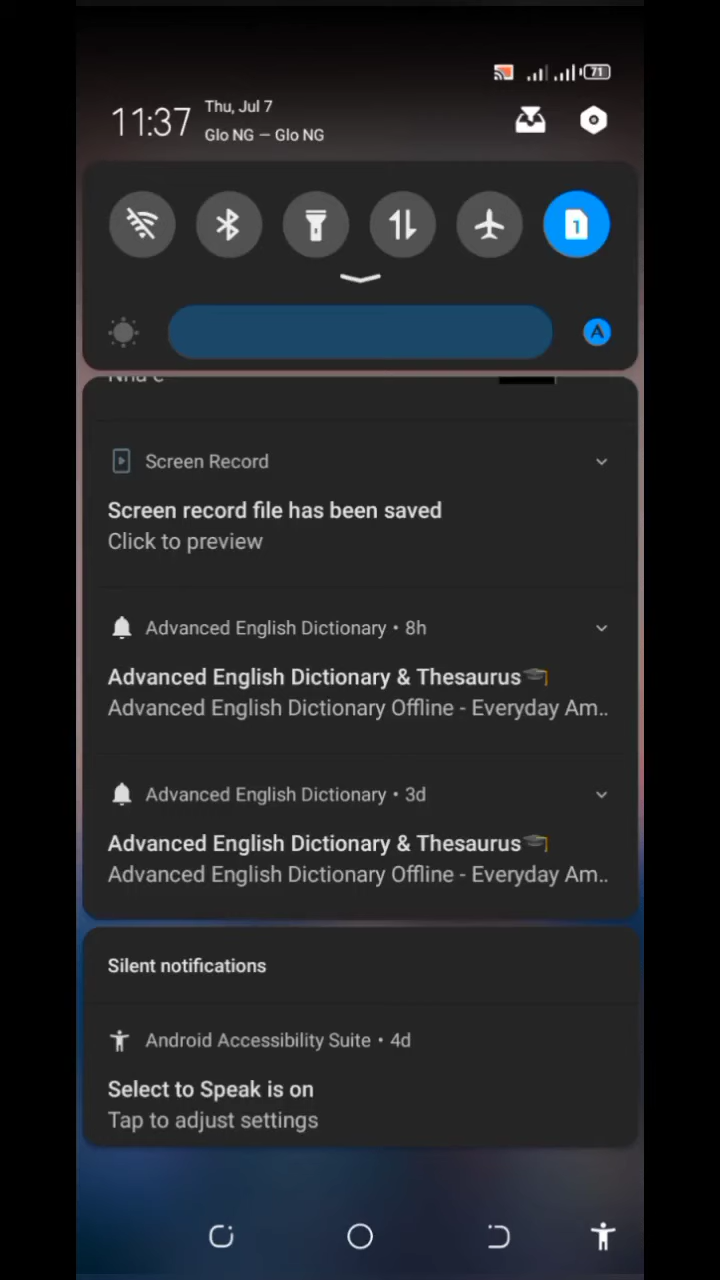 71
11:37
Thu, Jul 7
Glo NG — Glo NG
1
A
Screen Record
Screen record file has been saved
Click to preview
Advanced English Dictionary • 8h
Advanced English Dictionary & Thesaurus🎓
Advanced English Dictionary Offline - Everyday Am..
Advanced English Dictionary • 3d
Advanced English Dictionary & Thesaurus🎓
Advanced English Dictionary Offline - Everyday Am..
Silent notifications
Android Accessibility Suite • 4d
Select to Speak is on
Tap to adjust settings